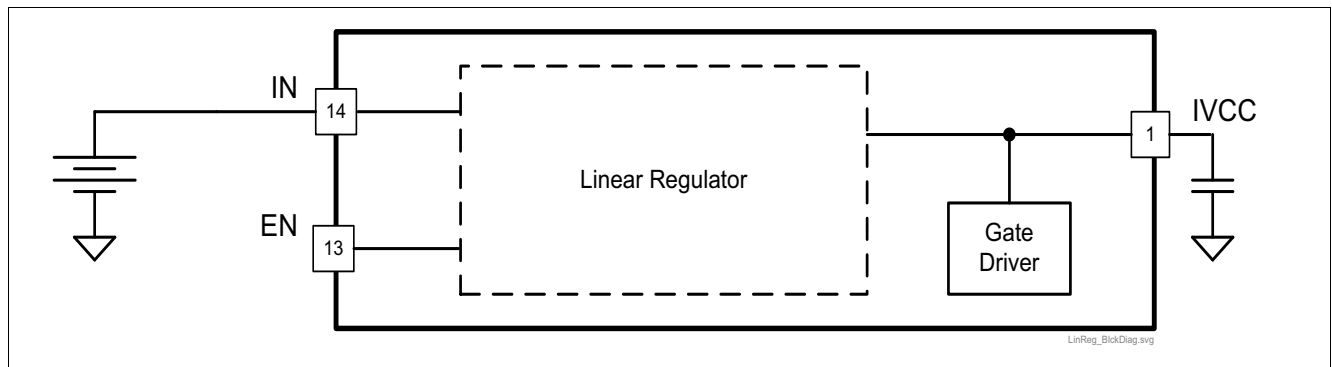 IN
14
IVCC
1
Linear Regulator
EN
13
Gate
Driver
LinReg_BlckDiag.svg